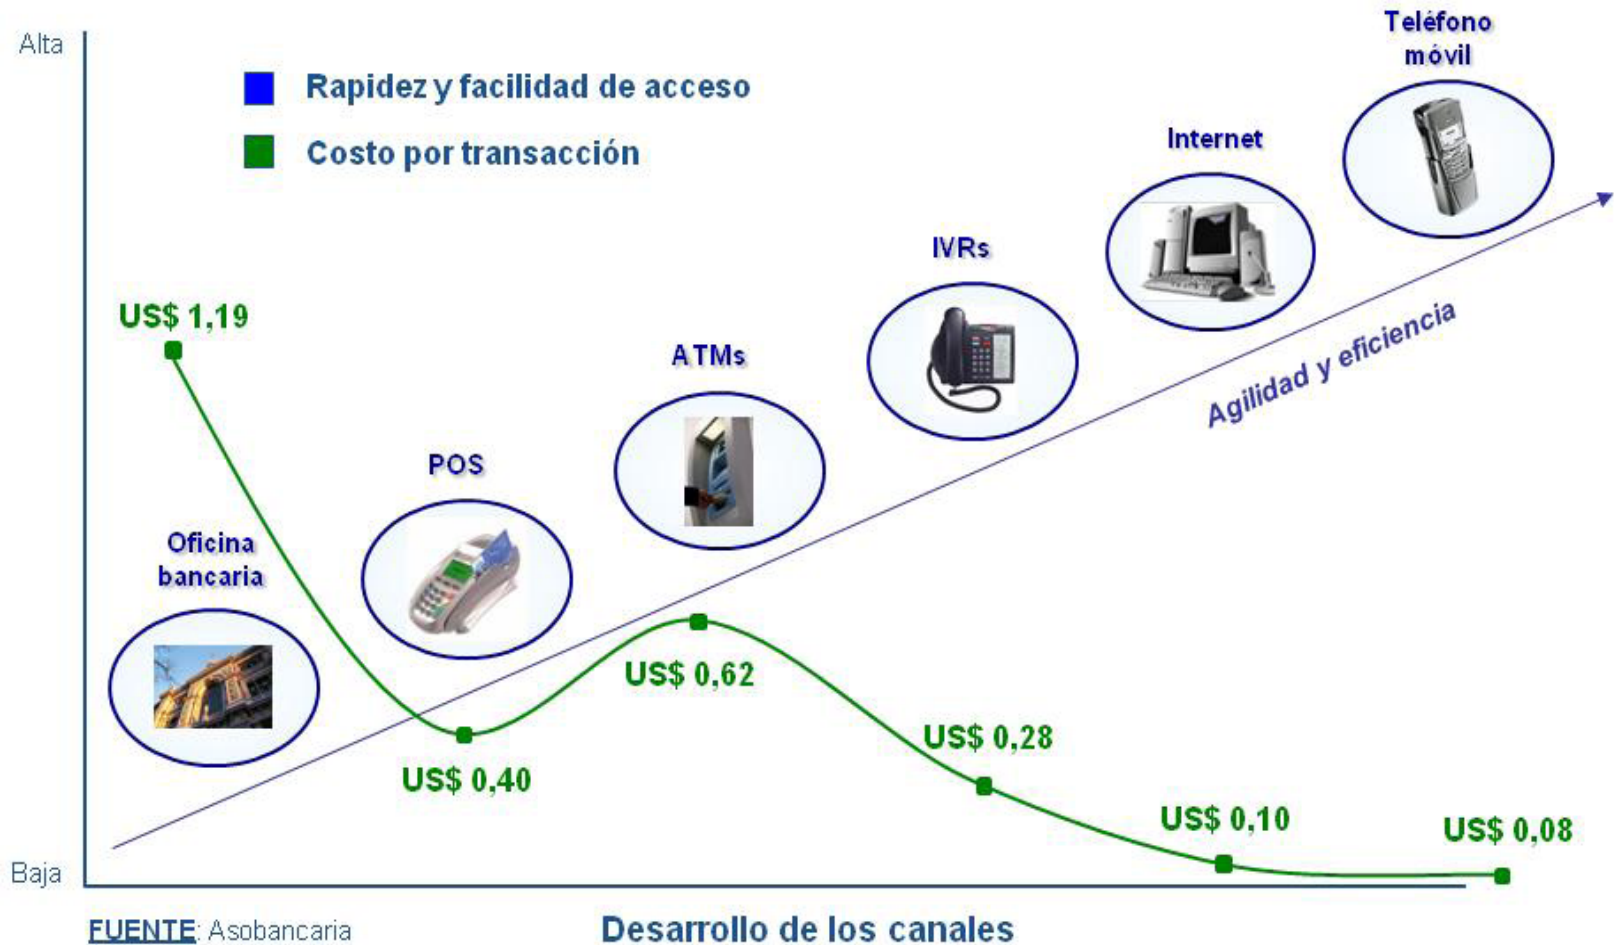 Alta
Rapidez y facilidad de acceso
Costo por transacción
Teléfono
móvil
Internet
IVRs
ATMs
POS
Oficina
bancaria
Agilidad y eficiencia
US$ 1,19
US$ 0,40
US$ 0,62
US$ 0,28
US$ 0,10
US$ 0,08
Baja
FUENTE: Asobancaria
Desarrollo de los canales